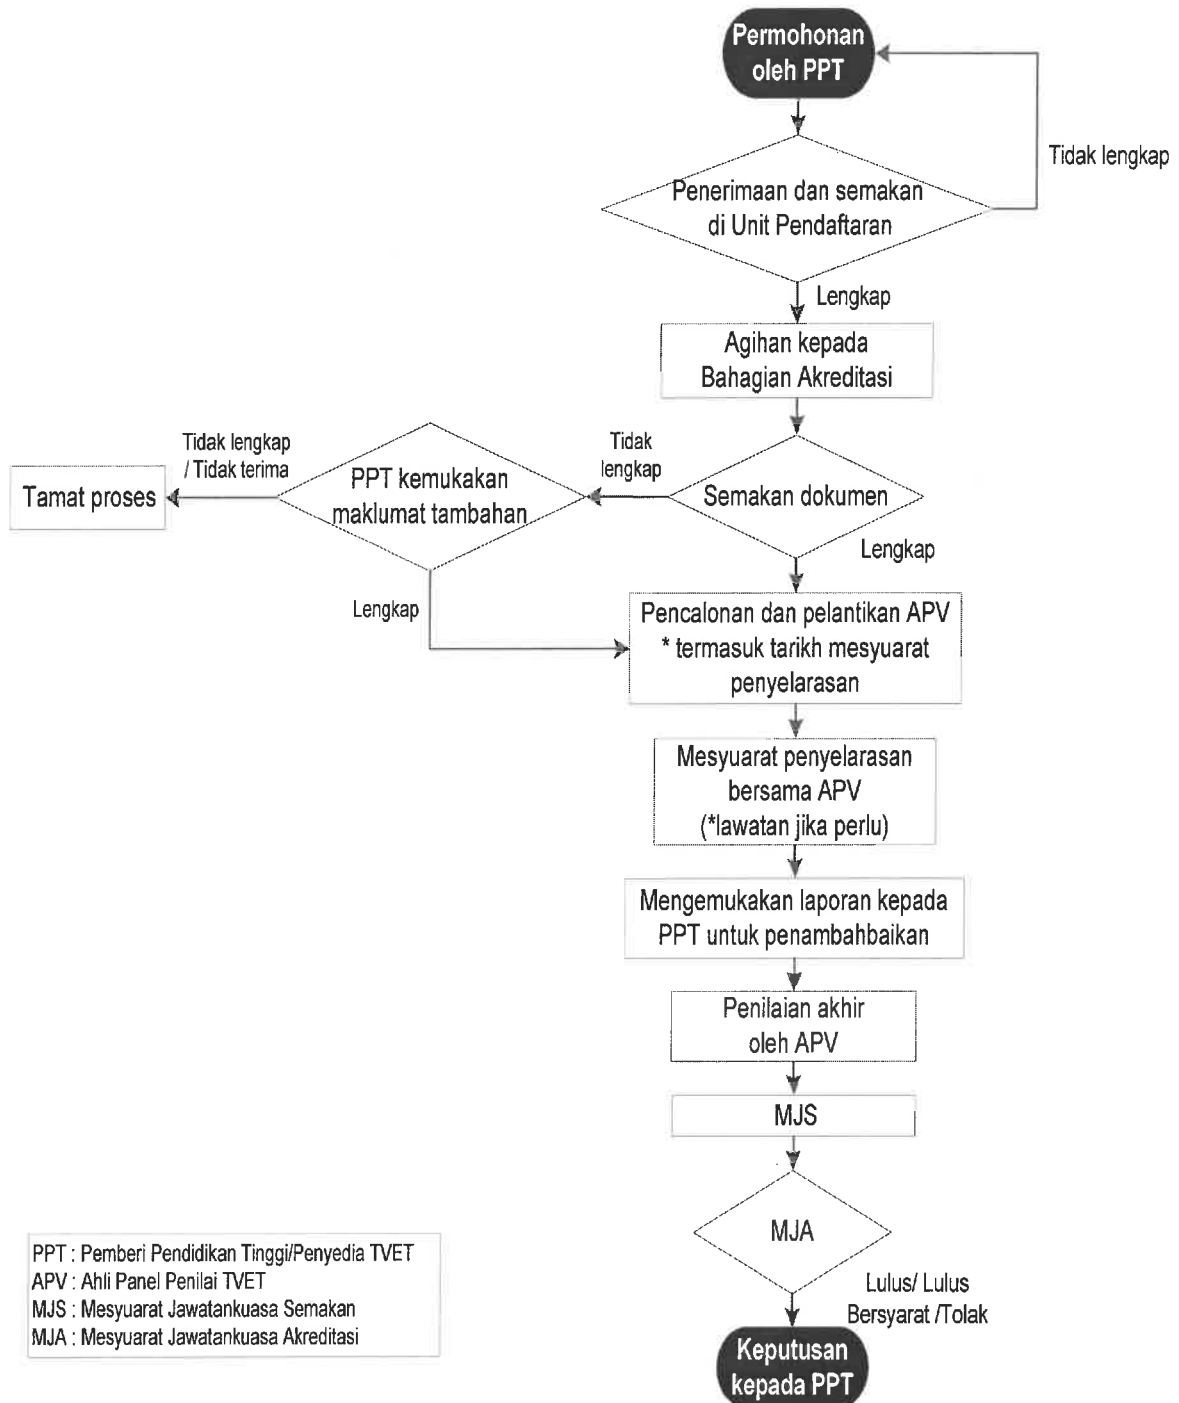 Permohonan
oleh PPT
Tidak lengkap
Penerimaan dan semakan
di Unit Pendaftaran
Lengkap
Agihan kepada
Bahagian Akreditasi
Tidak lengkap
/ Tidak terima
Tidak
lengkap
Tamat proses
PPT kemukakan
maklumat tambahan
Semakan dokumen
Lengkap
Lengkap
Pencalonan dan pelantikan APV
* termasuk tarikh mesyuarat
penyelarasan
Mesyuarat penyelarasan
bersama APV
(*lawatan jika perlu)
Mengemukakan laporan kepada
PPT untuk penambahbaikan
Penilaian akhir
oleh APV
MJS
MJA
Lulus/ Lulus
Bersyarat /Tolak
Keputusan
kepada PPT
PPT : Pemberi Pendidikan Tinggi/Penyedia TVET
APV : Ahli Panel Penilai TVET
MJS : Mesyuarat Jawatankuasa Semakan
MJA : Mesyuarat Jawatankuasa Akreditasi